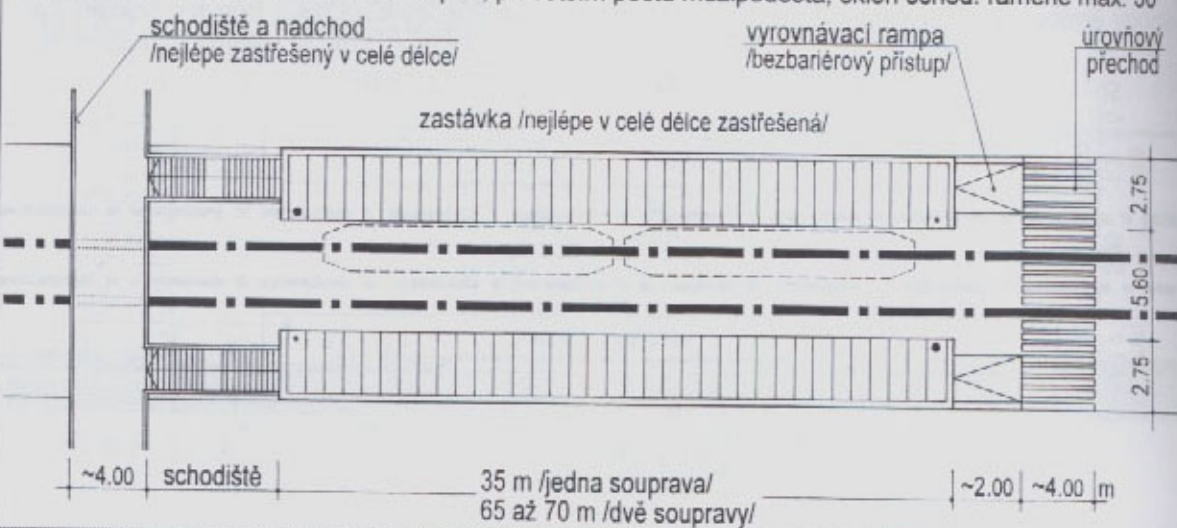 schodiště a nadchod
/nejlépe zastřešený v celé délce/
vyrovnávací rampa
/bezbariérový přístup/
úrovňový
přechod
zastávka /nejlépe v celé délce zastřešená/
2.75
5.60
2.75
~4.00
schodiště
35 m /jedna souprava/
65 až 70 m /dvě soupravy/
~2.00
~4.00
m